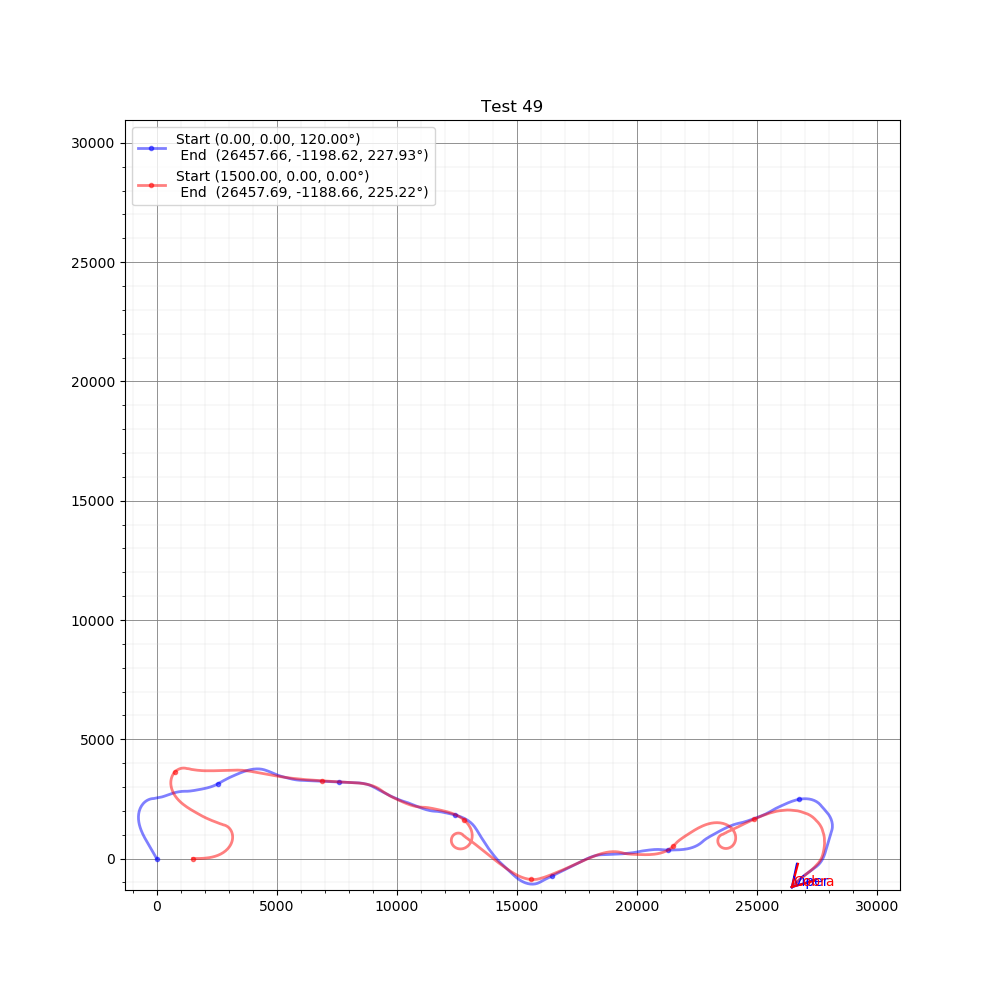 Test 49
Start (0.00, 0.00, 120.00°)
End (26457.66, -1198.62, 227.93°)
Start (1500.00, 0.00, 0.00°)
End (26457.69, -1188.66, 225.22°)
30000
25000
20000
15000
10000
5000
0
0 5000 10000 15000 20000 25000 30000